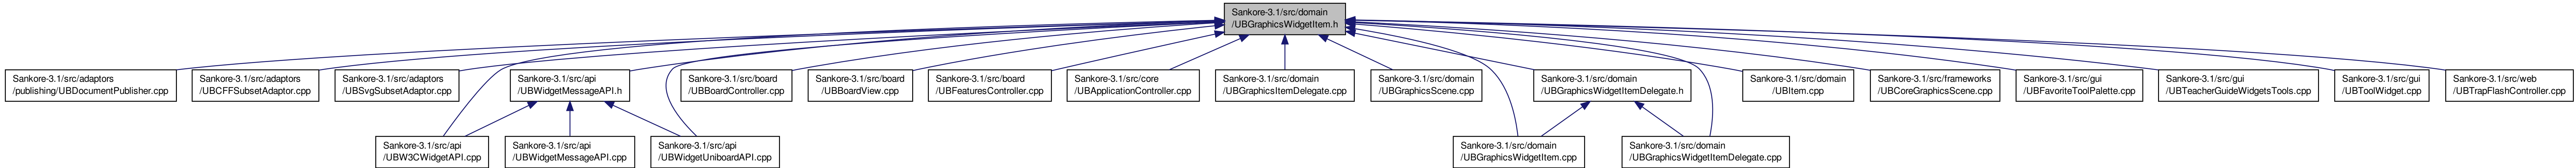 Sankore-3.1/src/domain
/UBGraphicsWidgetItem.h
Sankore-3.1/src/adaptors
/publishing/UBDocumentPublisher.cpp
Sankore-3.1/src/adaptors
/UBCFFSubsetAdaptor.cpp
Sankore-3.1/src/adaptors
/UBSvgSubsetAdaptor.cpp
Sankore-3.1/src/api
/UBWidgetMessageAPI.h
Sankore-3.1/src/board
/UBBoardController.cpp
Sankore-3.1/src/board
/UBBoardView.cpp
Sankore-3.1/src/board
/UBFeaturesController.cpp
Sankore-3.1/src/core
/UBApplicationController.cpp
Sankore-3.1/src/domain
/UBGraphicsItemDelegate.cpp
Sankore-3.1/src/domain
/UBGraphicsScene.cpp
Sankore-3.1/src/domain
/UBGraphicsWidgetItemDelegate.h
Sankore-3.1/src/domain
/UBItem.cpp
Sankore-3.1/src/frameworks
/UBCoreGraphicsScene.cpp
Sankore-3.1/src/gui
/UBFavoriteToolPalette.cpp
Sankore-3.1/src/gui
/UBTeacherGuideWidgetsTools.cpp
Sankore-3.1/src/gui
/UBToolWidget.cpp
Sankore-3.1/src/web
/UBTrapFlashController.cpp
Sankore-3.1/src/api
/UBW3CWidgetAPI.cpp
Sankore-3.1/src/api
/UBWidgetMessageAPI.cpp
Sankore-3.1/src/api
/UBWidgetUniboardAPI.cpp
Sankore-3.1/src/domain
/UBGraphicsWidgetItem.cpp
Sankore-3.1/src/domain
/UBGraphicsWidgetItemDelegate.cpp